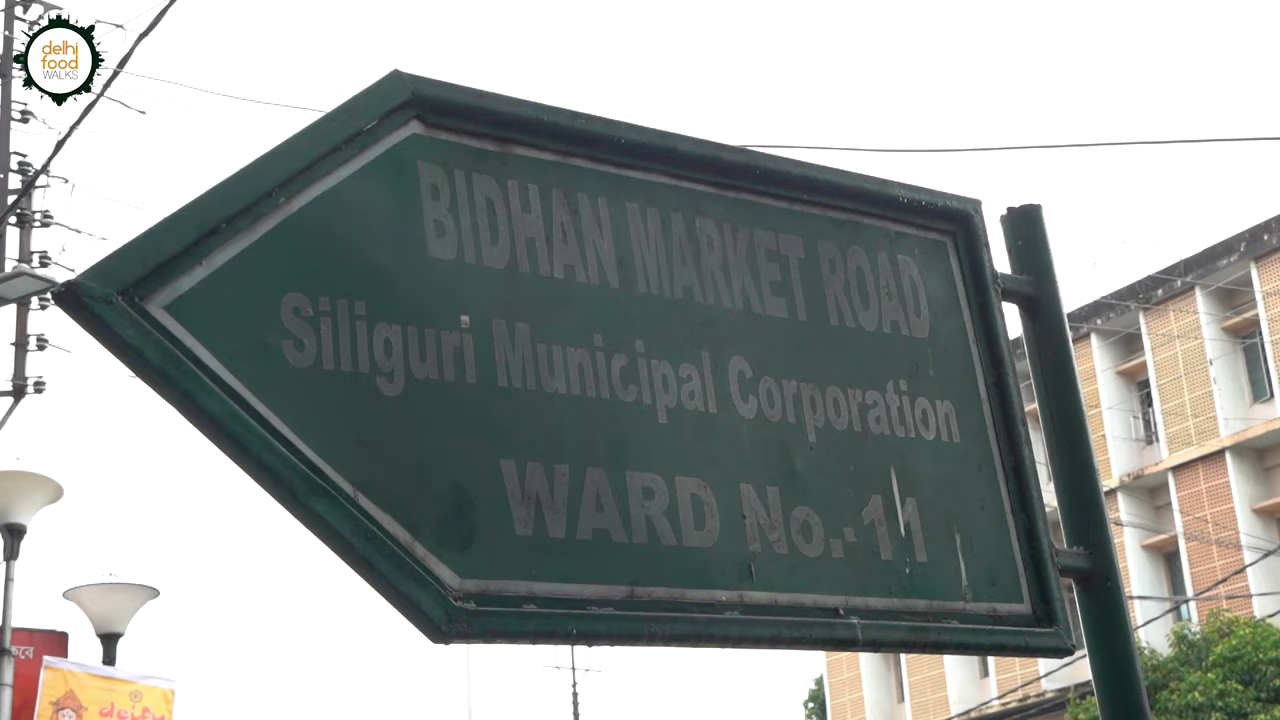 delhi
food
WALKS
BIDHAN MARKET ROAD
Siliguri Municipal Corporation
WARD No.- 11